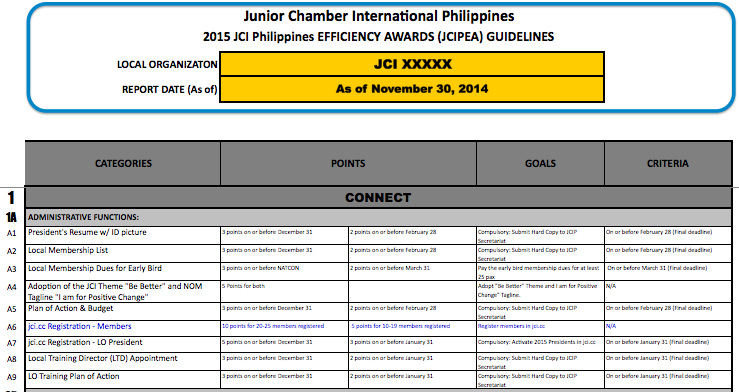 Junior Chamber International Philippines
2015 JCI Philippines EFFICIENCY AWARDS (JCIPEA) GUIDELINES
LOCAL ORGANIZATON JCI XXXXX
REPORT DATE (As of) As of November 30, 2014
CATEGORIES POINTS GOALS CRITERIA
1 CONNECT
1A ADMINISTRATIVE FUNCTIONS:
A1 President's Resume w/ ID picture 3 points on or before December 31 2 points on or before February 28 Compulsory: Submit Hard Copy to JCIP On or before February 28 (Final deadline)
Secretariat
A2 Local Membership List 3 points on or before December 31 2 points on or before February 28 Compulsory: Submit Hard Copy to JCIP On or before February 28 (Final deadline)
Secretariat
A3 Local Membership Dues for Early Bird 3 points on or before NATCON 2 points on or before March 31 Pay the early bird membership dues for at least On or before March 31 (Final deadline)
25 pax
A4 Adoption of the JCI Theme "Be Better" and NOM 5 Points for both Adopt "Be Better" Theme and I am for Positive N/A
Tagline "I am for Positive Change" Change" Tagline.
A5 Plan of Action & Budget 3 points on or before December 31 2 points on or before February 28 Compulsory: Submit Hard Copy to JCIP On or before February 28 (Final deadline)
Secretariat
A6 jci.cc Registration - Members 10 points for 20-25 members registered 5 points for 10-19 members registered Register members in jci.cc N/A
A7 jci.cc Registration - LO President 5 points on or before December 31 3 points on or before January 31 Compulsory: Activate 2015 Presidents in jci.cc On or before January 31 (Final deadline)
A8 Local Training Director (LTD) Appointment 3 points on or before December 31 2 points on or before January 31 Compulsory: Submit Hard Copy to JCIP On or before January 31 (Final deadline)
Secretariat
A9 LO Training Plan of Action 3 points on or before December 31 2 points on or before January 31 Compulsory: Submit Hard Copy to JCIP On or before January 31 (Final deadline)
Secretariat